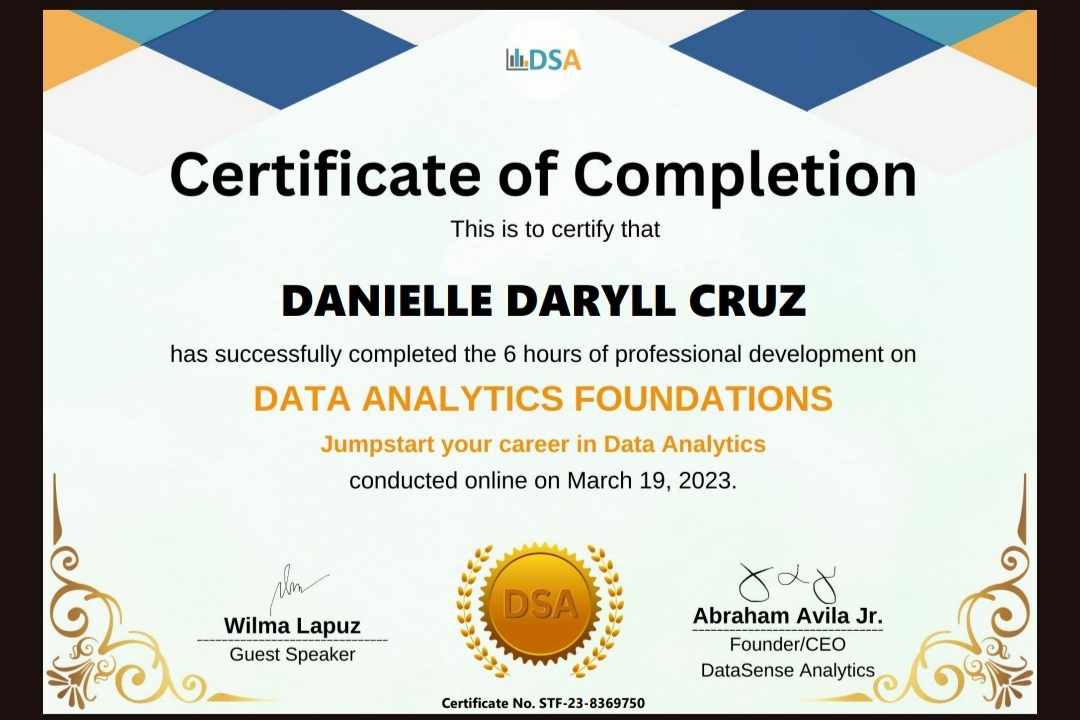 DSA
Certificate of Completion
This is to certify that
DANIELLE DARYLL CRUZ
has successfully completed the 6 hours of professional development on
DATA ANALYTICS FOUNDATIONS
Jumpstart your career in Data Analytics
conducted online on March 19, 2023.
Wilma Lapuz
Guest Speaker
DSA
Abraham Avila Jr.
Founder/CEO
DataSense Analytics
Certificate No. STF-23-8369750